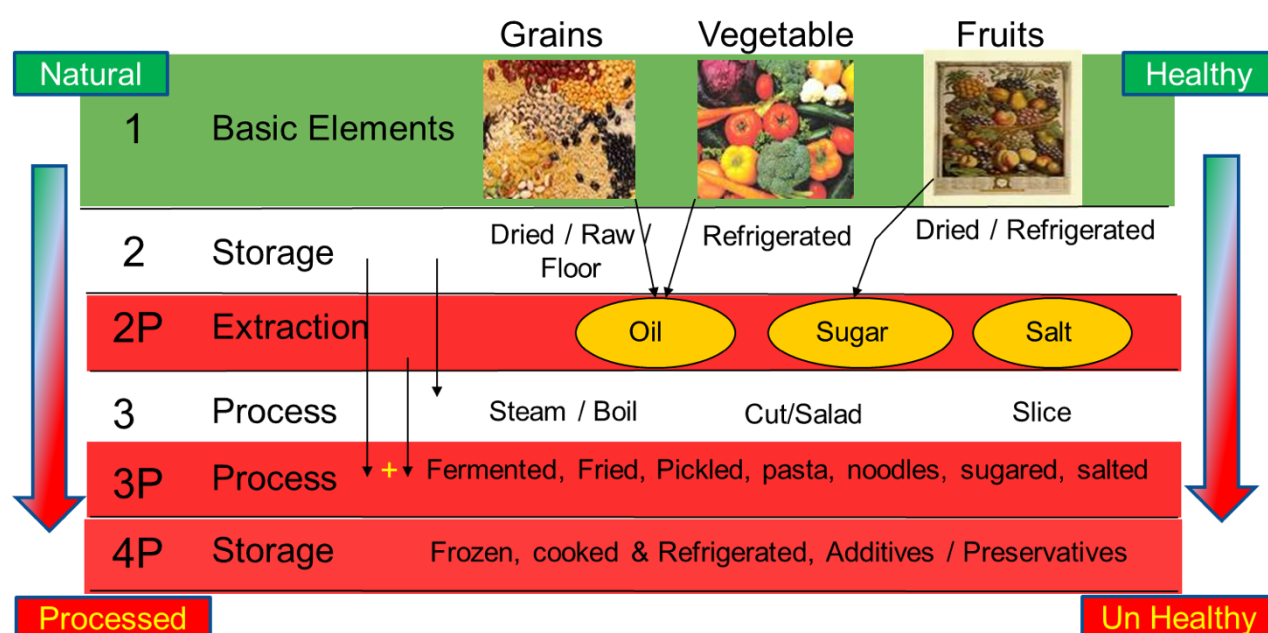 Grains Vegetable Fruits
Natural Healthy
1 Basic Elements
2 Storage Dried / Raw / Floor Refrigerated Dried / Refrigerated
2P Extraction Oil Sugar Salt
3 Process Steam / Boil Cut/Salad Slice
3P Process + Fermented, Fried, Pickled, pasta, noodles, sugared, salted
4P Storage Frozen, cooked & Refrigerated, Additives / Preservatives
Processed Un Healthy